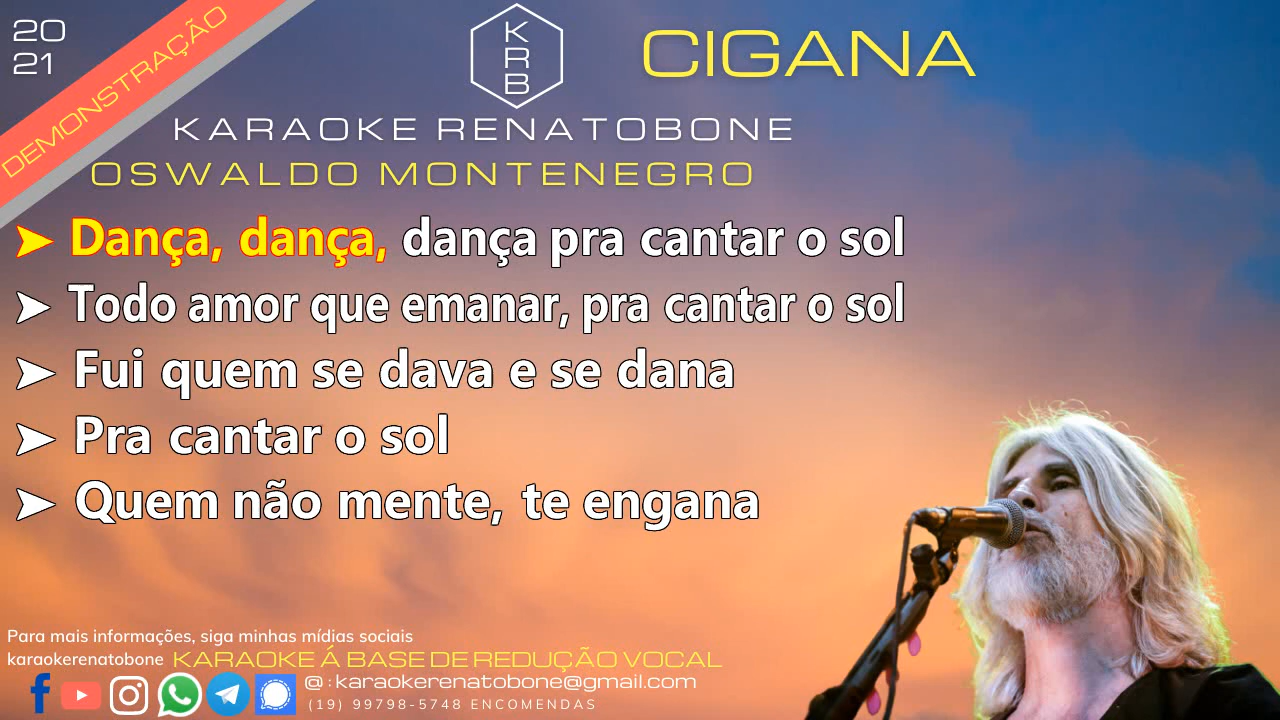 20
21
DEMONSTRAÇÃO
K
R
B
CIGANA
KARAOKE RENATOBONE
OSWALDO MONTENEGRO
➤ Dança, dança, dança pra cantar o sol
➤ Todo amor que emanar, pra cantar o sol
➤ Fui quem se dava e se dana
➤ Pra cantar o sol
➤ Quem não mente, te engana
Para mais informações, siga minhas mídias sociais
karaokerenatobone KARAOKE Á BASE DE REDUÇÃO VOCAL
@:karaokerenatobone@gmail.com
(19) 99798-5748 ENCOMENDAS